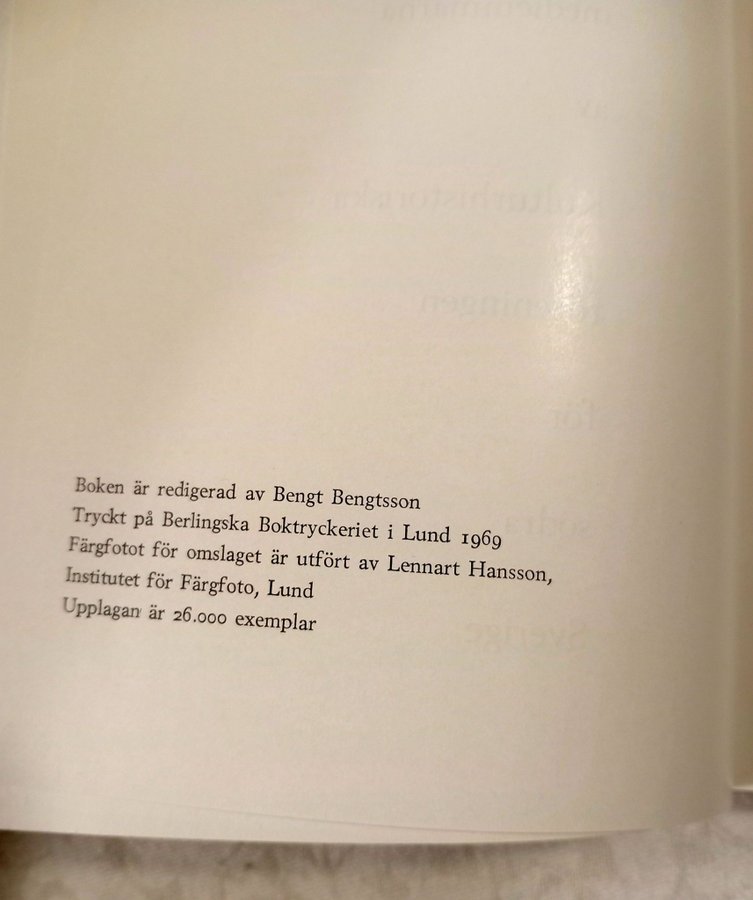 Boken är redigerad av Bengt Bengtsson
Tryckt på Berlingska Boktryckeriet i Lund 1969
Färgfotot för omslaget är utfört av Lennart Hansson,
Institutet för Färgfoto, Lund
Upplagan är 26.000 exemplar